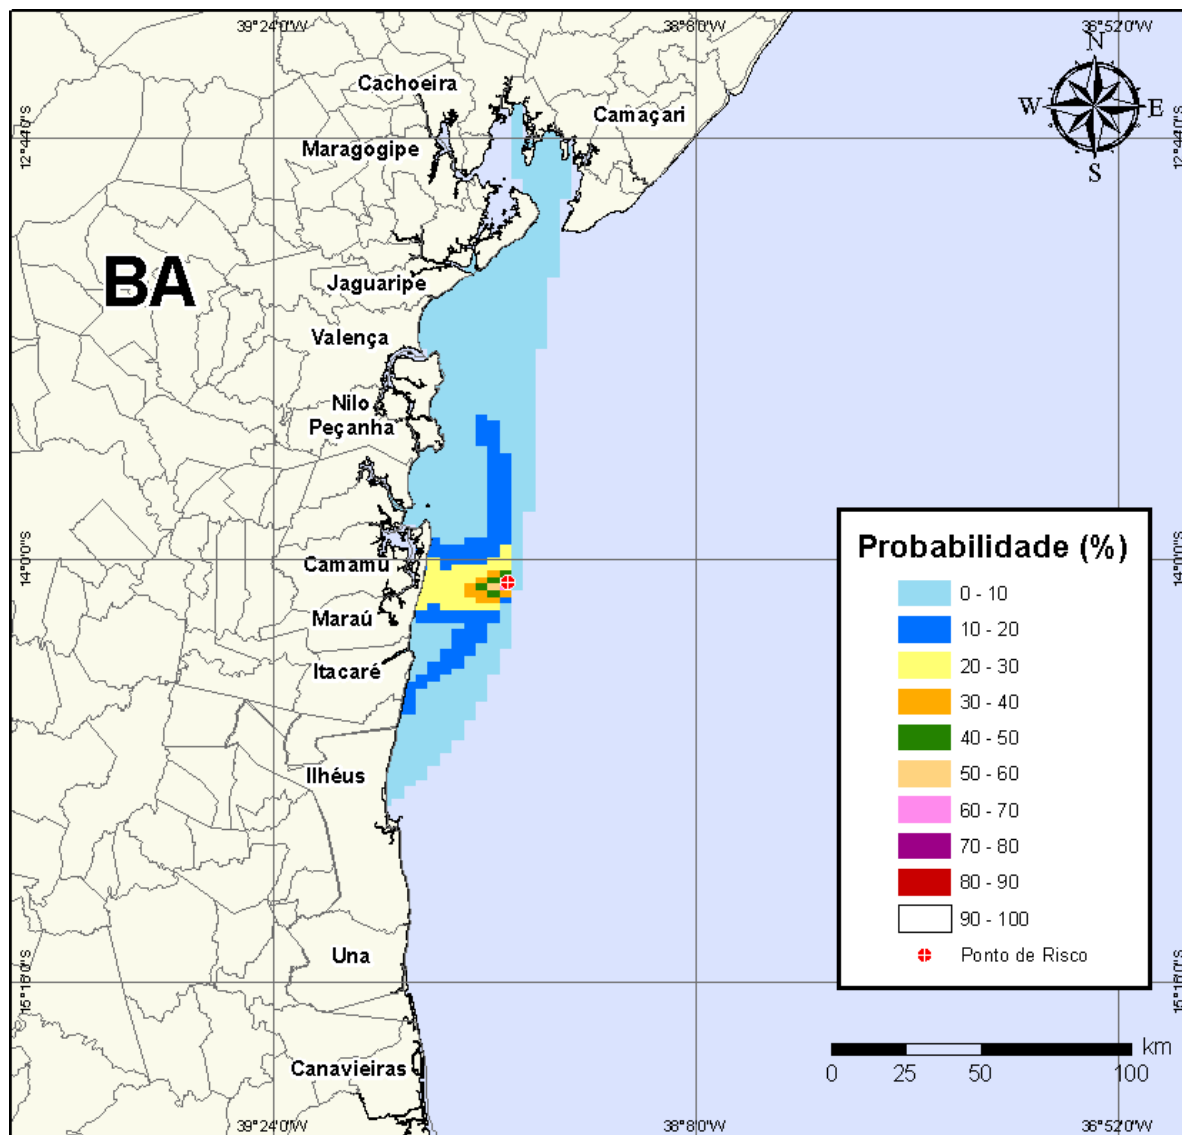 39°24'0"W
38°8'0"W
36°52'0"W
N
W
E
S
12°44'0"S
12°44'0"S
Cachoeira
Camaçari
Maragogipe
BA
Jaguaripe
Valença
Nilo
Peçanha
14°0'0"S
14°0'0"S
Camamú
Maraú
Itacaré
Ilhéus
Una
Canavieiras
15°16'0"S
15°16'0"S
Probabilidade (%)
0 - 10
10 - 20
20 - 30
30 - 40
40 - 50
50 - 60
60 - 70
70 - 80
80 - 90
90 - 100
Ponto de Risco
km
0 25 50 100
39°24'0"W
38°8'0"W
36°52'0"W